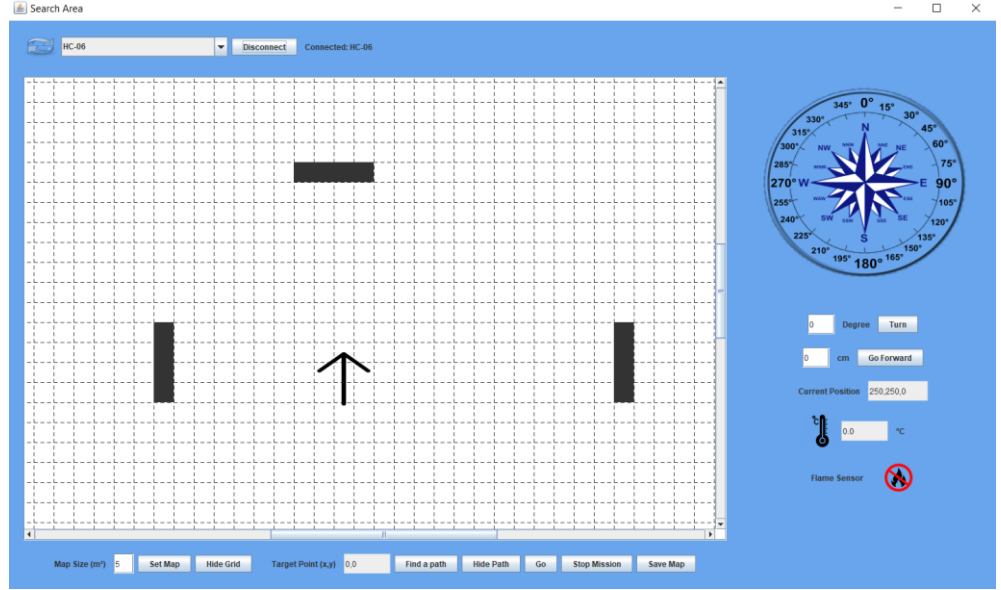 Search Area
HC-06
Disconnect
Connected: HC-06
0°
15°
30°
45°
60°
75°
90°
105°
120°
135°
150°
165°
180°
195°
210°
225°
240°
255°
270°
285°
300°
315°
330°
345°
N
NE
E
SE
S
SW
W
NW
0 Degree Turn
0 cm Go Forward
Current Position 250,250,0
°C 0.0 °C
Flame Sensor
Map Size (m²) 5 Set Map Hide Grid Target Point (x,y) 0,0 Find a path Hide Path Go Stop Mission Save Map